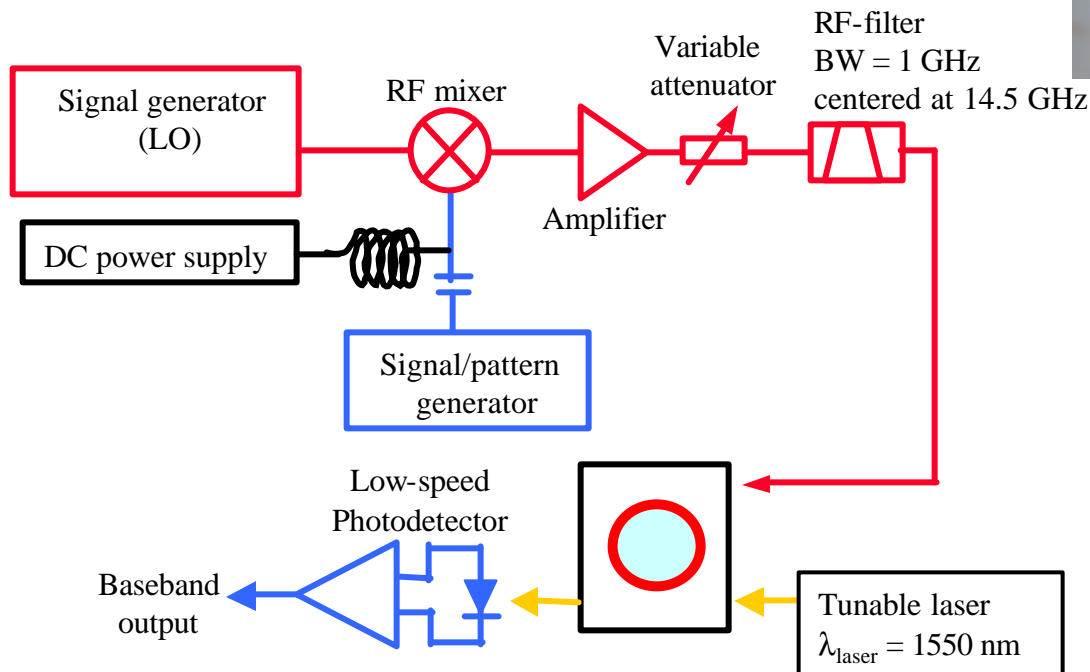 RF-filter
BW = 1 GHz
centered at 14.5 GHz
Variable
attenuator
RF mixer
Signal generator
(LO)
Amplifier
DC power supply
Signal/pattern
generator
Low-speed
Photodetector
Baseband
output
Tunable laser
λlaser = 1550 nm